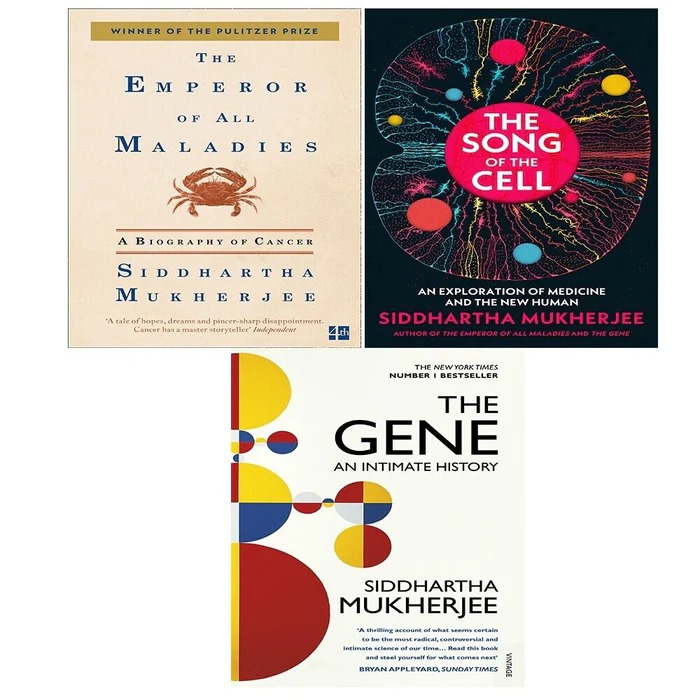 WINNER OF THE PULITZER PRIZE
THE
EMPEROR
OF ALL
MALADIES
A BIOGRAPHY OF CANCER
SIDDHARTHA
MUKHERJEE
'A tale of hopes, dreams and pincer-sharp disappointment.
Cancer has a master storyteller' Independent
4th
THE
SONG
OF THE
CELL
AN EXPLORATION OF MEDICINE
AND THE NEW HUMAN
SIDDHARTHA MUKHERJEE
AUTHOR OF THE EMPEROR OF ALL MALADIES AND THE GENE
THE NEW YORK TIMES
NUMBER 1 BESTSELLER
THE
GENE
AN INTIMATE HISTORY
SIDDHARTHA
MUKHERJEE
'A thrilling account of what seems certain
to be the most radical, controversial and
intimate science of our time... Read this book
and steel yourself for what comes next'
BRYAN APPLEYARD, SUNDAY TIMES
VINTAGE